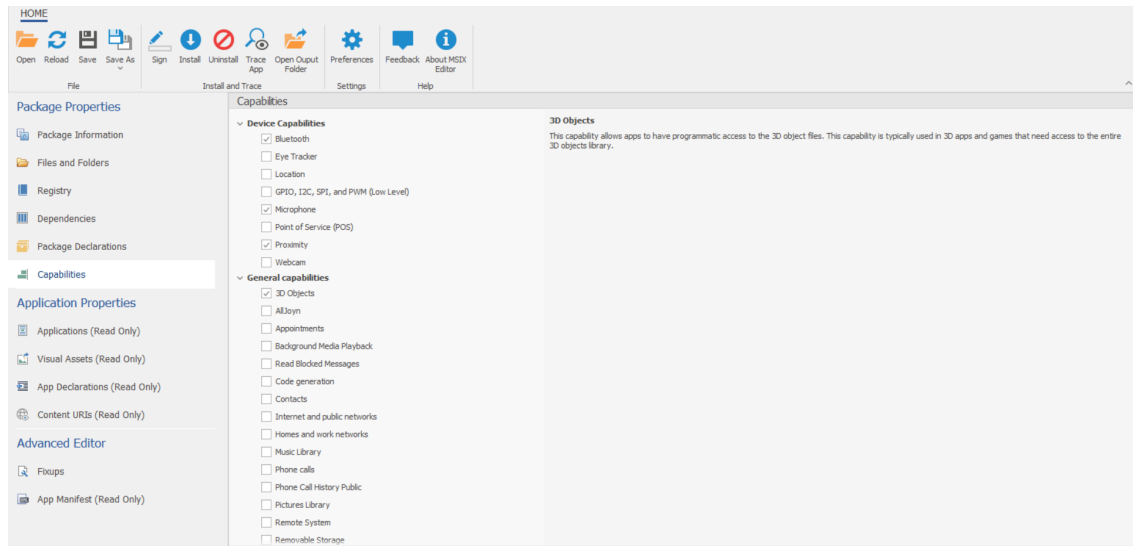 HOME
Open Reload Save Save As Sign Install Uninstall Trace App Open Ouput Folder Preferences Feedback About MSIX Editor
File Install and Trace Settings Help
Package Properties
Package Information
Files and Folders
Registry
Dependencies
Package Declarations
Capabilities
Application Properties
Applications (Read Only)
Visual Assets (Read Only)
App Declarations (Read Only)
Content URIs (Read Only)
Advanced Editor
Fixups
App Manifest (Read Only)
Capabilities
Device Capabilities
Bluetooth
Eye Tracker
Location
GPIO, I2C, SPI, and PWM (Low Level)
Microphone
Point of Service (POS)
Proximity
Webcam
General capabilities
3D Objects
AllJoyn
Appointments
Background Media Playback
Read Blocked Messages
Code generation
Contacts
Internet and public networks
Homes and work networks
Music Library
Phone calls
Phone Call History Public
Pictures Library
Remote System
Removable Storage
3D Objects
This capability allows apps to have programmatic access to the 3D object files. This capability is typically used in 3D apps and games that need access to the entire
3D objects library.